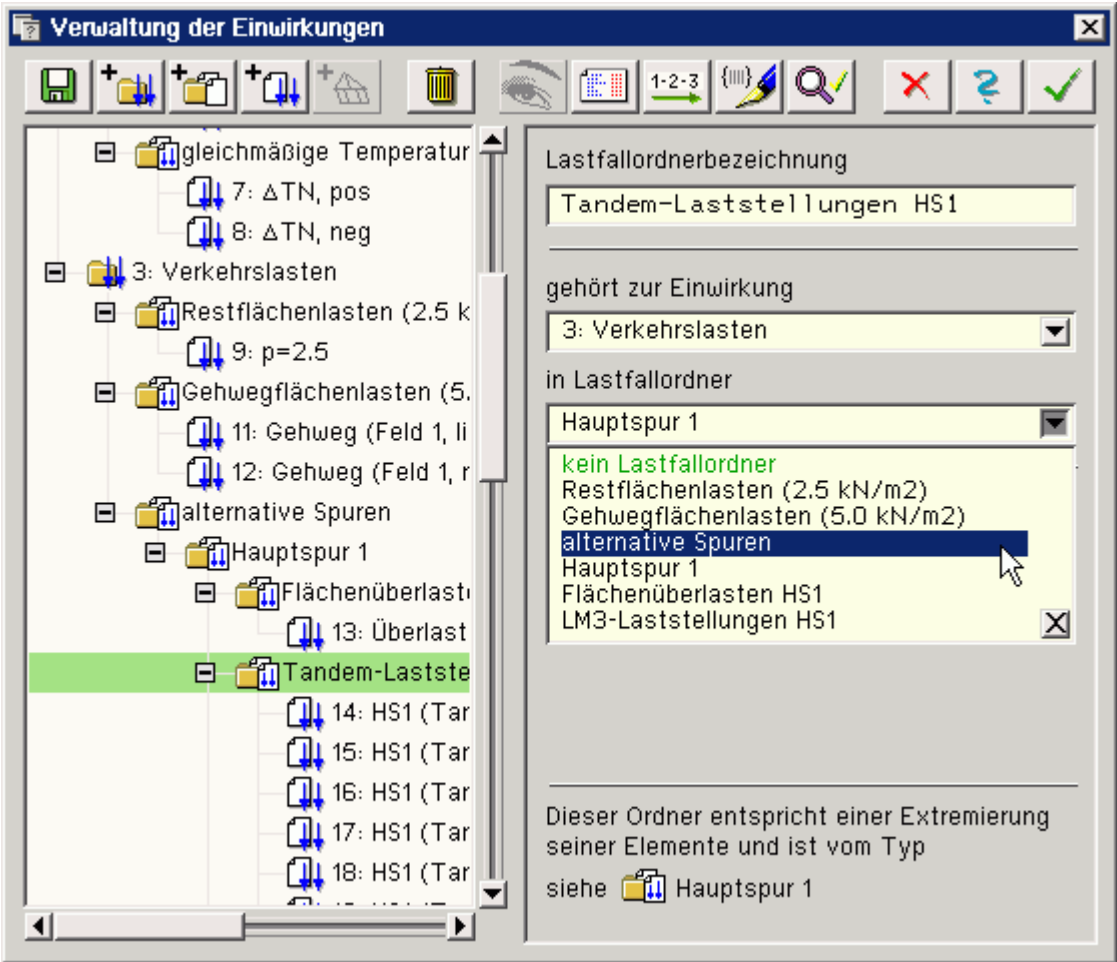 Verwaltung der Einwirkungen
1-2-3
gleichmäßige Temperatur
7: ΔTN, pos
8: ΔTN, neg
3: Verkehrslasten
Restflächenlasten (2.5 k
9: p=2.5
Gehwegflächenlasten (5.
11: Gehweg (Feld 1, li
12: Gehweg (Feld 1, r
alternative Spuren
Hauptspur 1
Flächenüberlast
13: Überlast
Tandem-Lastste
14: HS1 (Tar
15: HS1 (Tar
16: HS1 (Tar
17: HS1 (Tar
18: HS1 (Tar
Lastfallordnerbezeichnung
Tandem-Laststellungen HS1
gehört zur Einwirkung
3: Verkehrslasten
in Lastfallordner
Hauptspur 1
kein Lastfallordner
Restflächenlasten (2.5 kN/m2)
Gehwegflächenlasten (5.0 kN/m2)
alternative Spuren
Hauptspur 1
Flächenüberlasten HS1
LM3-Laststellungen HS1
Dieser Ordner entspricht einer Extremierung
seiner Elemente und ist vom Typ
siehe Hauptspur 1